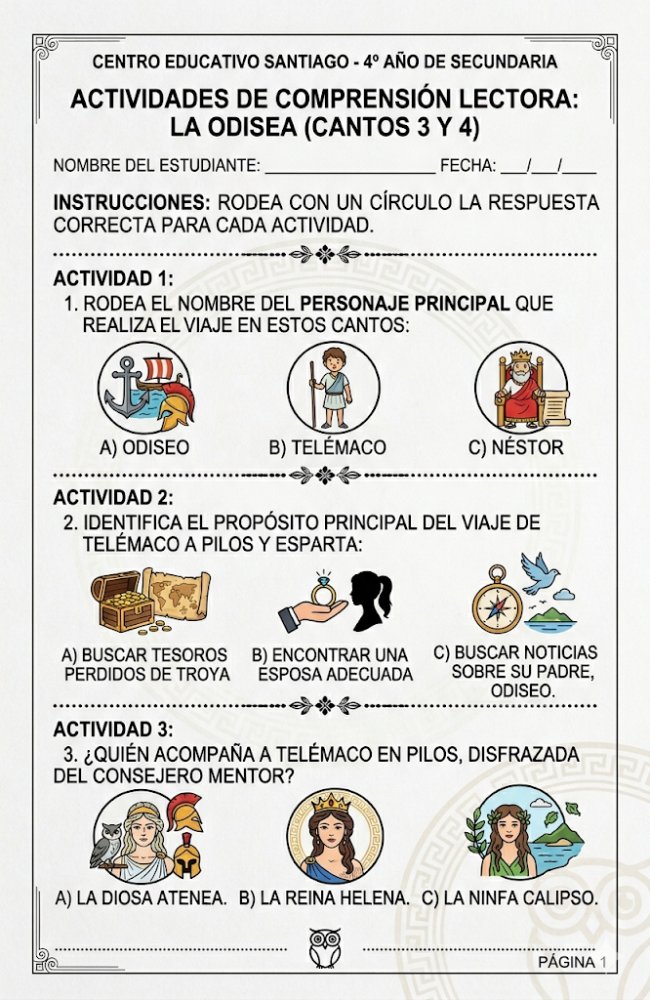 CENTRO EDUCATIVO SANTIAGO - 4º AÑO DE SECUNDARIA
ACTIVIDADES DE COMPRENSIÓN LECTORA:
LA ODISEA (CANTOS 3 Y 4)
NOMBRE DEL ESTUDIANTE: ____________________ FECHA: ___/___/____
INSTRUCCIONES: RODEA CON UN CÍRCULO LA RESPUESTA
CORRECTA PARA CADA ACTIVIDAD.
ACTIVIDAD 1:
1. RODEA EL NOMBRE DEL PERSONAJE PRINCIPAL QUE
REALIZA EL VIAJE EN ESTOS CANTOS:
A) ODISEO B) TELÉMACO C) NÉSTOR
ACTIVIDAD 2:
2. IDENTIFICA EL PROPÓSITO PRINCIPAL DEL VIAJE DE
TELÉMACO A PILOS Y ESPARTA:
A) BUSCAR TESOROS
PERDIDOS DE TROYA
B) ENCONTRAR UNA
ESPOSA ADECUADA
C) BUSCAR NOTICIAS
SOBRE SU PADRE,
ODISEO.
ACTIVIDAD 3:
3. ¿QUIÉN ACOMPAÑA A TELÉMACO EN PILOS, DISFRAZADA
DEL CONSEJERO MENTOR?
A) LA DIOSA ATENEA. B) LA REINA HELENA. C) LA NINFA CALIPSO.
PÁGINA 1